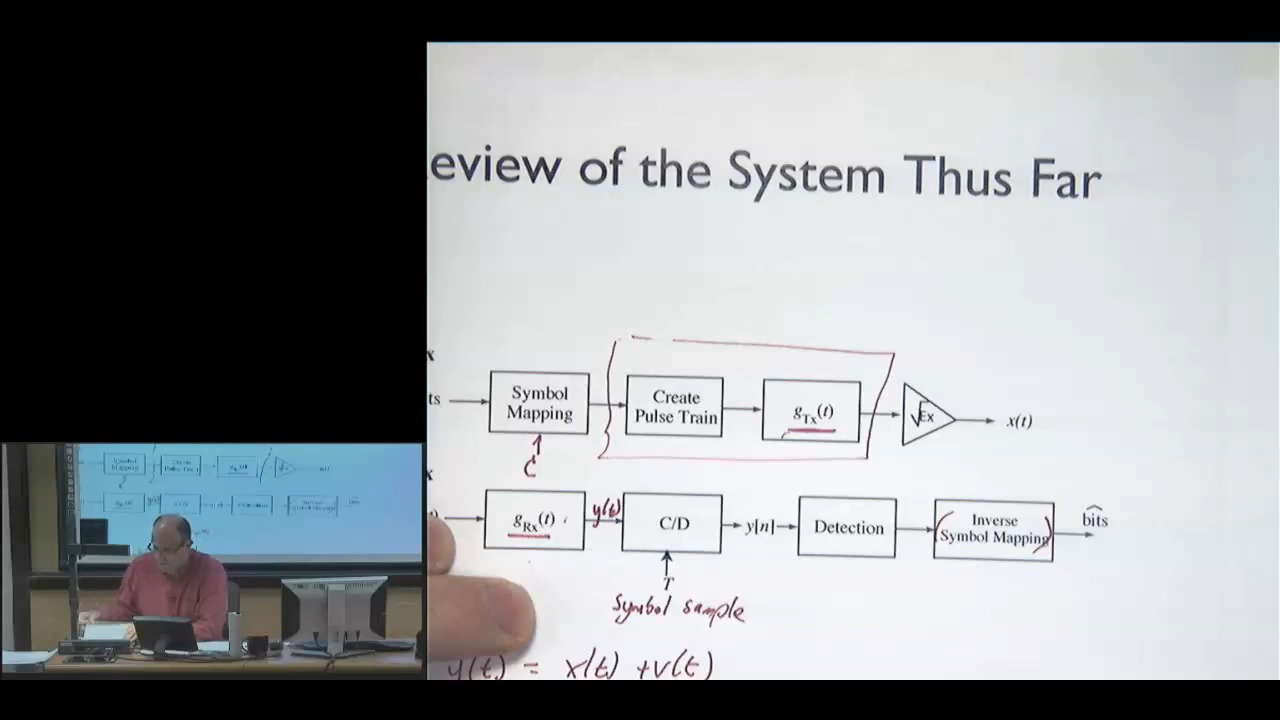 eview of the System Thus Far
x
ts
Symbol
Mapping
Create
Pulse Train
gTx(t)
√Ex
x(t)
C
x
)
gRx(t)
y(t)
C/D
y[n]
Detection
Inverse
Symbol Mapping
bits
T
Symbol sample
y(t) = x(t) + v(t)